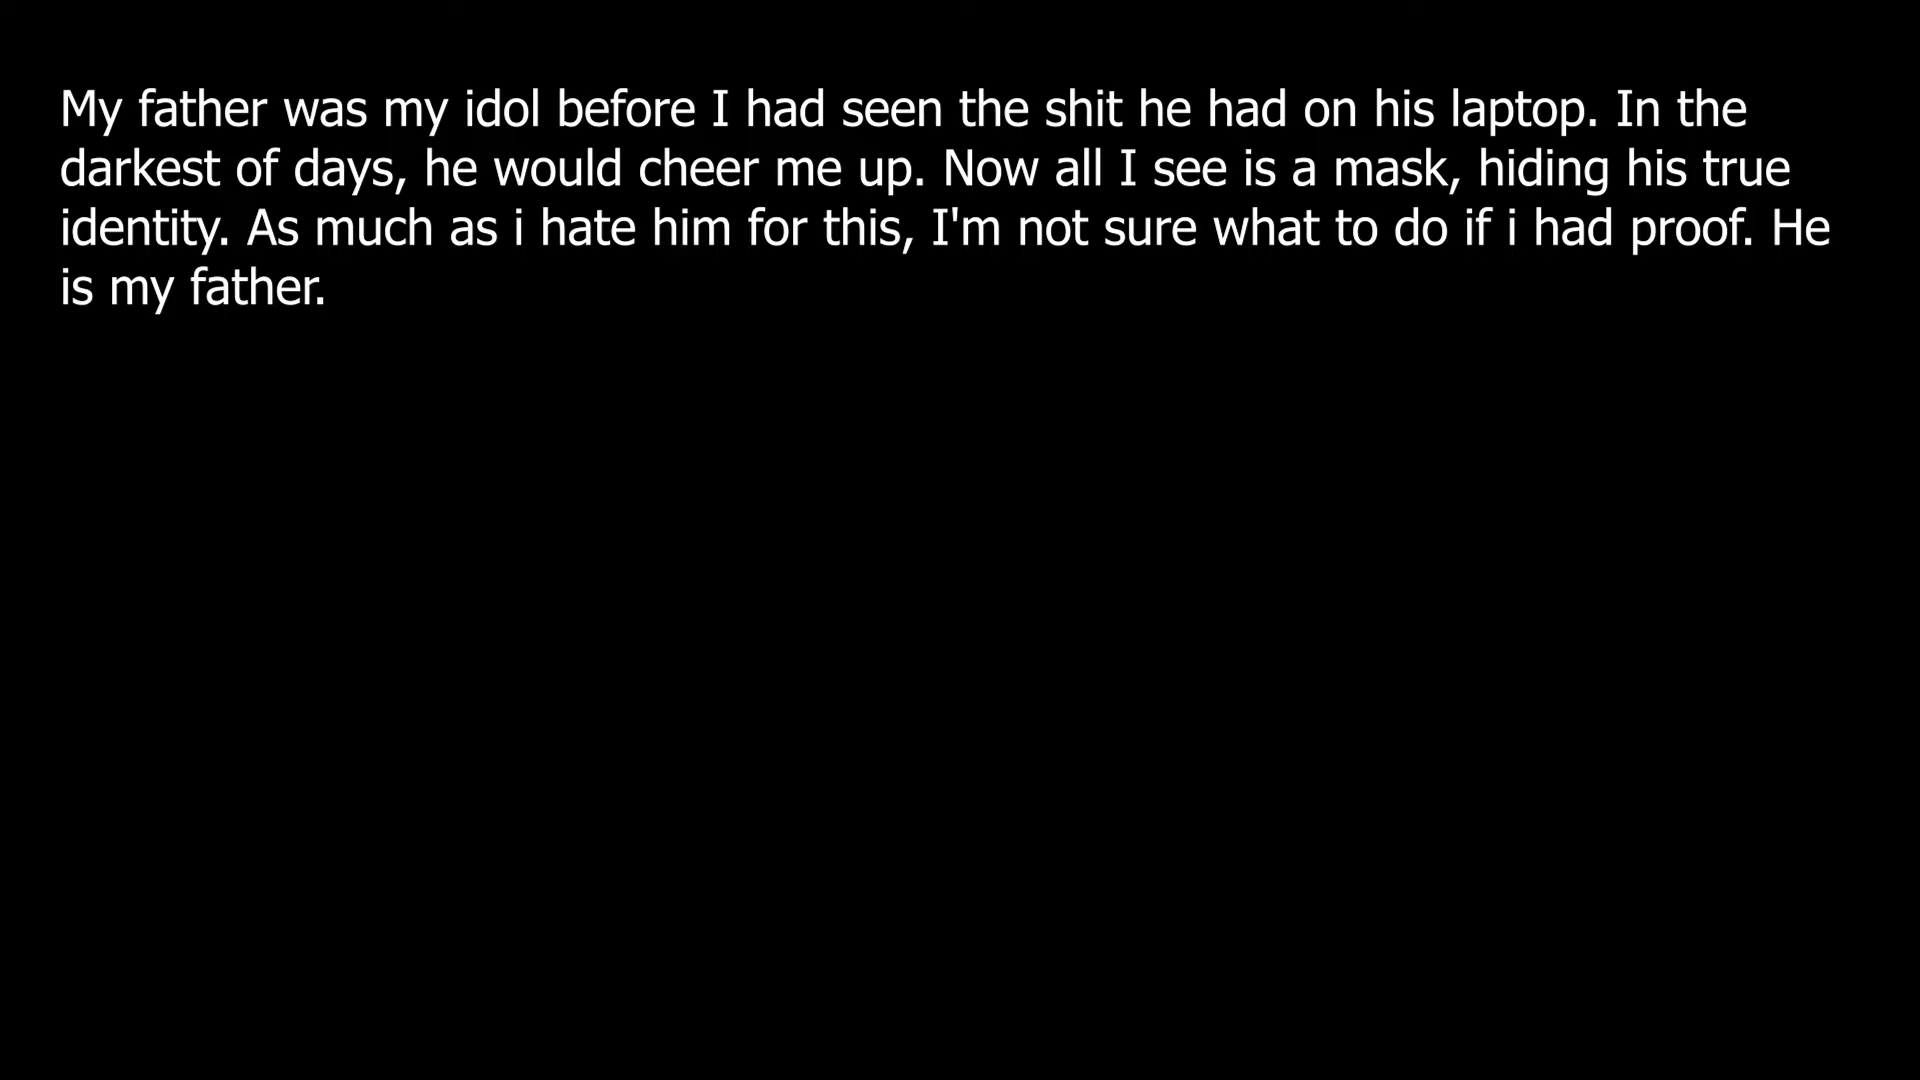 My father was my idol before I had seen the shit he had on his laptop. In the
darkest of days, he would cheer me up. Now all I see is a mask, hiding his true
identity. As much as i hate him for this, I'm not sure what to do if i had proof. He
is my father.